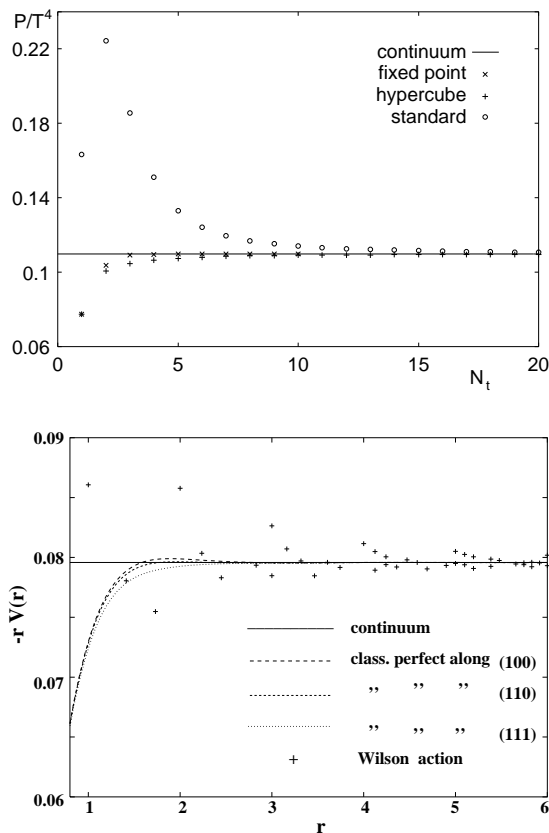 P/T^4
0.22
0.18
0.14
0.1
0.06
continuum
fixed point
hypercube
standard
0 5 10 15 20
N_t
0.09
0.08
0.07
0.06
-r V(r)
continuum
class. perfect along (100)
,, ,, ,, (110)
,, ,, ,, (111)
Wilson action
1 2 3 4 5 6
r